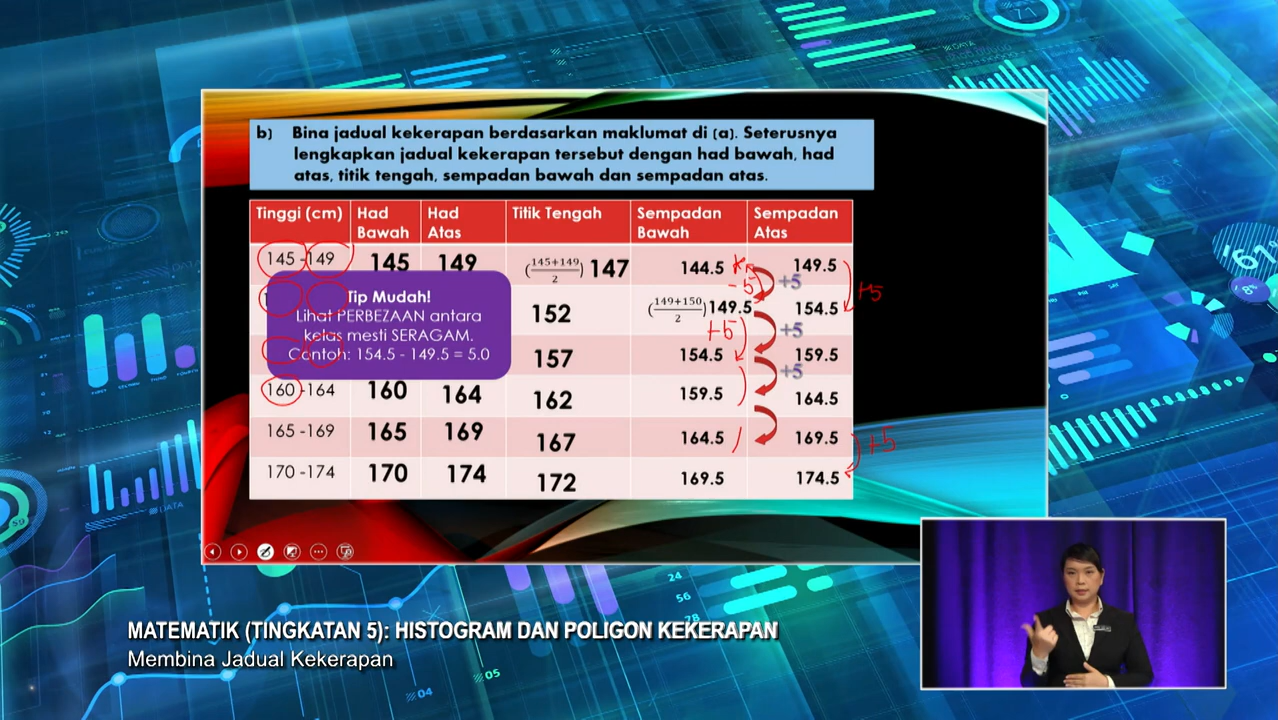 b) Bina jadual kekerapan berdasarkan maklumat di (a). Seterusnya
lengkapkan jadual kekerapan tersebut dengan had bawah, had
atas, titik tengah, sempadan bawah dan sempadan atas.
Tinggi (cm) Had Bawah Had Atas Titik Tengah Sempadan Bawah Sempadan Atas
145 -149 145 149 (145+149/2) 147 144.5 149.5
152 (149+150/2) 149.5 154.5
157 154.5 159.5
160 -164 160 164 162 159.5 164.5
165 -169 165 169 167 164.5 169.5
170 -174 170 174 172 169.5 174.5
Tip Mudah!
Lihat PERBEZAAN antara
kelas mesti SERAGAM.
Contoh: 154.5 - 149.5 = 5.0
-5
+5
+5
+5
+5
+5
+5
MATEMATIK (TINGKATAN 5): HISTOGRAM DAN POLIGON KEKERAPAN
Membina Jadual Kekerapan
DATA
DATA
24
56
05
04